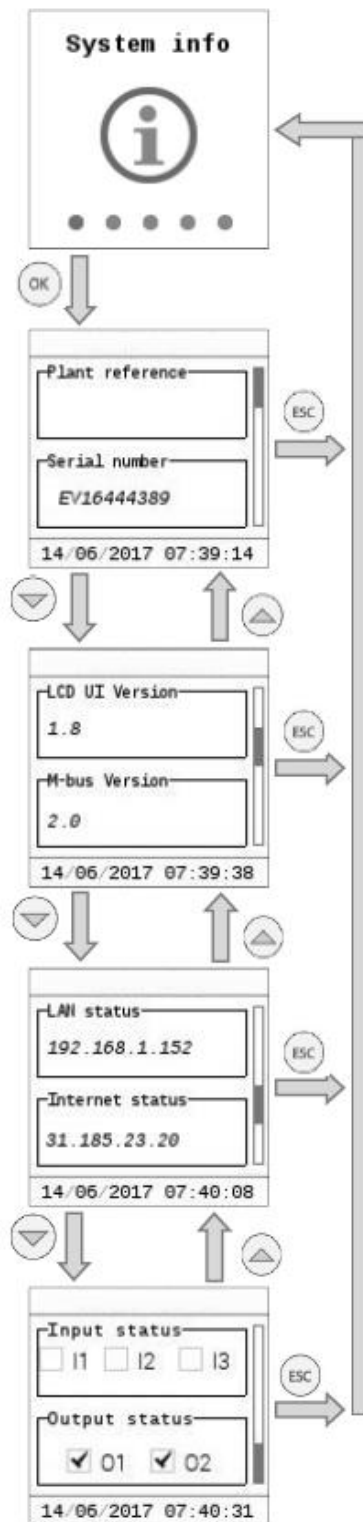 System info
OK
Plant reference
ESC
Serial number
EV16444389
14/06/2017 07:39:14
LCD UI Version
1.8
ESC
M-bus Version
2.0
14/06/2017 07:39:38
LAN status
192.168.1.152
ESC
Internet status
31.185.23.20
14/06/2017 07:40:08
Input status
I1 I2 I3
ESC
Output status
O1 O2
14/06/2017 07:40:31